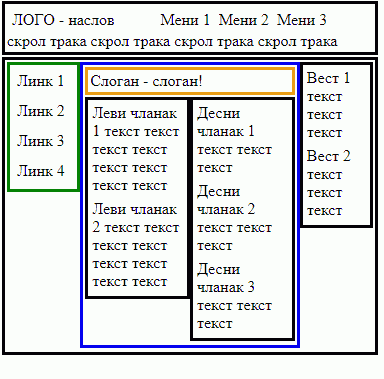 ЛОГО - наслов Мени 1 Мени 2 Мени 3
скрол трака скрол трака скрол трака скрол трака
Линк 1
Линк 2
Линк 3
Линк 4
Слоган - слоган!
Леви чланак
1 текст текст
текст текст
текст текст
текст текст
Леви чланак
2 текст текст
текст текст
текст текст
текст текст
Десни
чланак 1
текст текст
текст
Десни
чланак 2
текст текст
текст
Десни
чланак 3
текст текст
текст
Вест 1
текст
текст
текст
Вест 2
текст
текст
текст